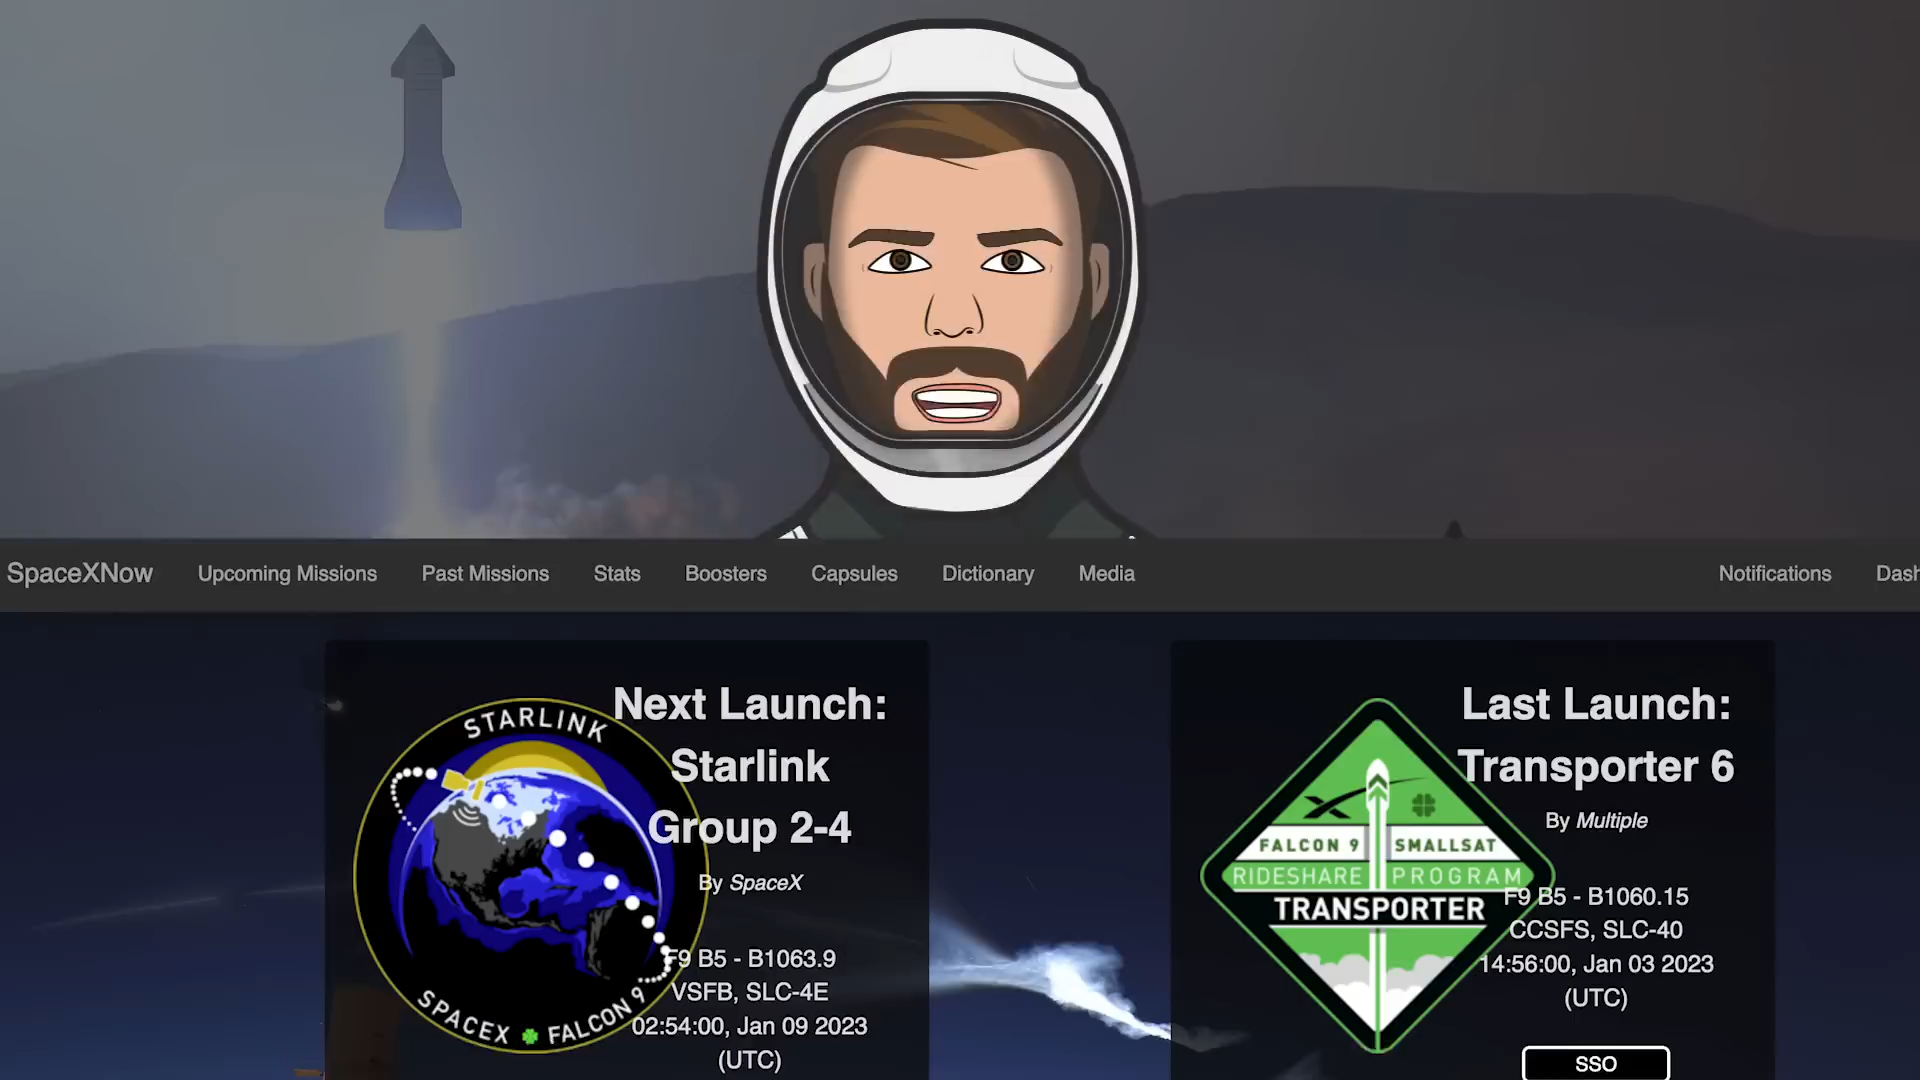 SpaceXNow Upcoming Missions Past Missions Stats Boosters Capsules Dictionary Media Notifications Dash
STARLINK
SPACEX FALCON 9
Next Launch:
Starlink
Group 2-4
By SpaceX
F9 B5 - B1063.9
VSFB, SLC-4E
02:54:00, Jan 09 2023
(UTC)
FALCON 9 SMALLSAT
RIDESHARE PROGRAM
TRANSPORTER
Last Launch:
Transporter 6
By Multiple
F9 B5 - B1060.15
CCSFS, SLC-40
14:56:00, Jan 03 2023
(UTC)
SSO